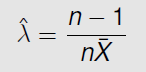 λ̂ = (n − 1) / (nX̄)